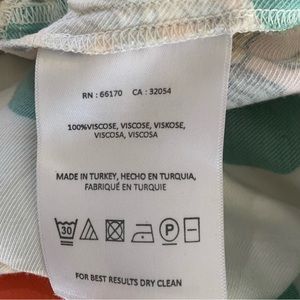 RN : 66170 CA : 32054
100%VISCOSE, VISCOSE, VISKOSE,
VISCOSA, VISCOSA
MADE IN TURKEY, HECHO EN TURQUIA,
FABRIQUÉ EN TURQUIE
30 P
FOR BEST RESULTS DRY CLEAN